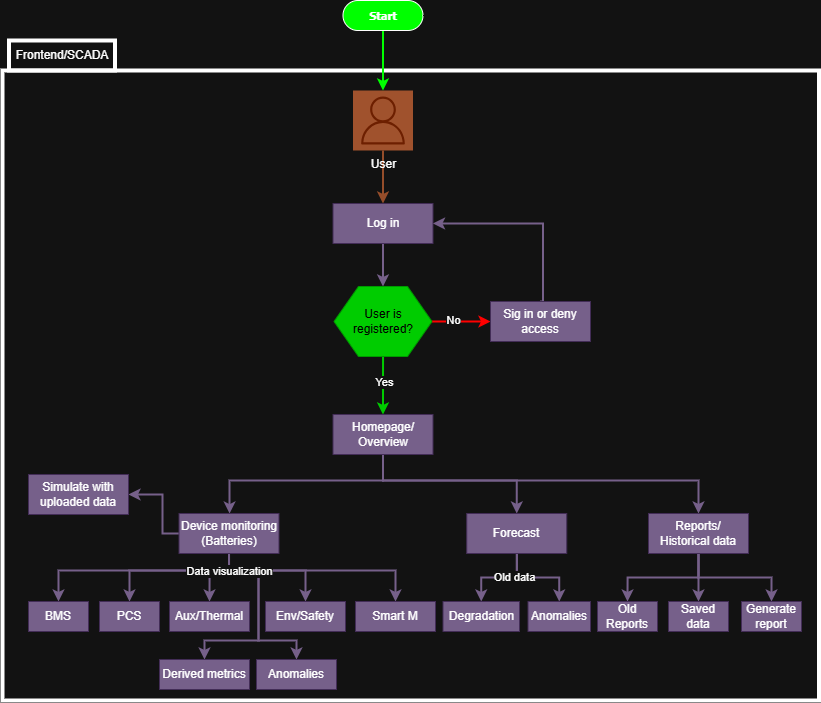 Start
Frontend/SCADA
User
Log in
User is
registered?
No
Sig in or deny
access
Yes
Homepage/
Overview
Simulate with
uploaded data
Device monitoring
(Batteries)
Forecast
Reports/
Historical data
Data visualization
Old data
BMS
PCS
Aux/Thermal
Env/Safety
Smart M
Degradation
Anomalies
Old
Reports
Saved
data
Generate
report
Derived metrics
Anomalies